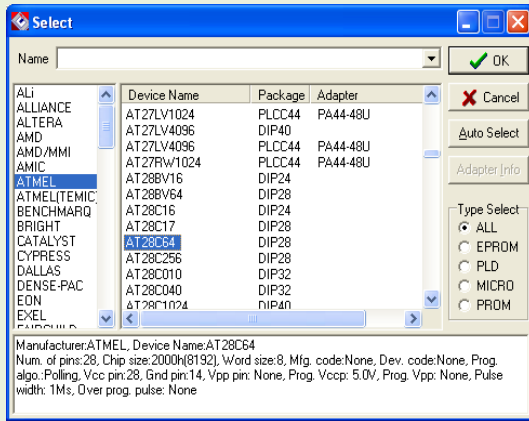 Select
Name
OK
ALi
ALLIANCE
ALTERA
AMD
AMD/MMI
AMIC
ATMEL
ATMEL(TEMIC
BENCHMARQ
BRIGHT
CATALYST
CYPRESS
DALLAS
DENSE-PAC
EON
EXEL
FAIRCHILD
Device Name Package Adapter
AT27LV1024 PLCC44 PA44-48U
AT27LV4096 DIP40
AT27LV4096 PLCC44 PA44-48U
AT27RW1024 PLCC44 PA44-48U
AT28BV16 DIP24
AT28BV64 DIP28
AT28C16 DIP24
AT28C17 DIP28
AT28C64 DIP28
AT28C256 DIP28
AT28C010 DIP32
AT28C040 DIP32
AT28C1024 DIP40
Cancel
Auto Select
Adapter Info
Type Select
ALL
EPROM
PLD
MICRO
PROM
Manufacturer:ATMEL, Device Name:AT28C64
Num. of pins:28, Chip size:2000h(8192), Word size:8, Mfg. code:None, Dev. code:None, Prog.
algo.:Polling, Vcc pin:28, Gnd pin:14, Vpp pin: None, Prog. Vccp: 5.0V, Prog. Vpp: None, Pulse
width: 1Ms, Over prog. pulse: None